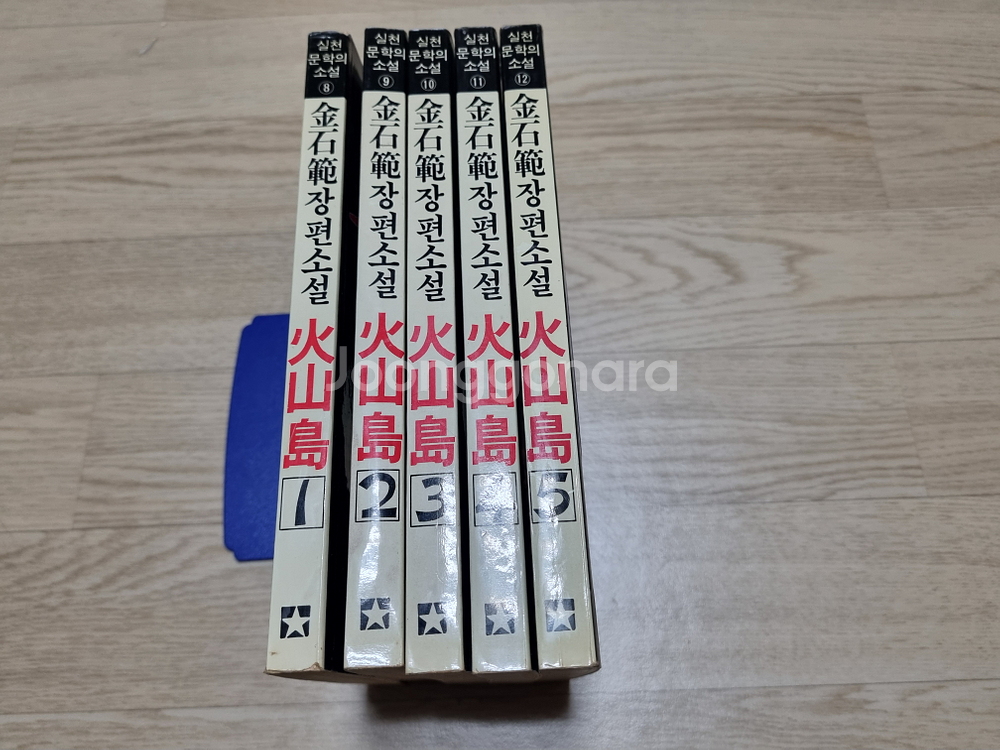 실천
문학의
소설
⑧
金石範 장편소설
火山島
1
실천
문학의
소설
⑨
金石範 장편소설
火山島
2
실천
문학의
소설
⑩
金石範 장편소설
火山島
3
실천
문학의
소설
⑪
金石範 장편소설
火山島
4
실천
문학의
소설
⑫
金石範 장편소설
火山島
5
Joonggonara